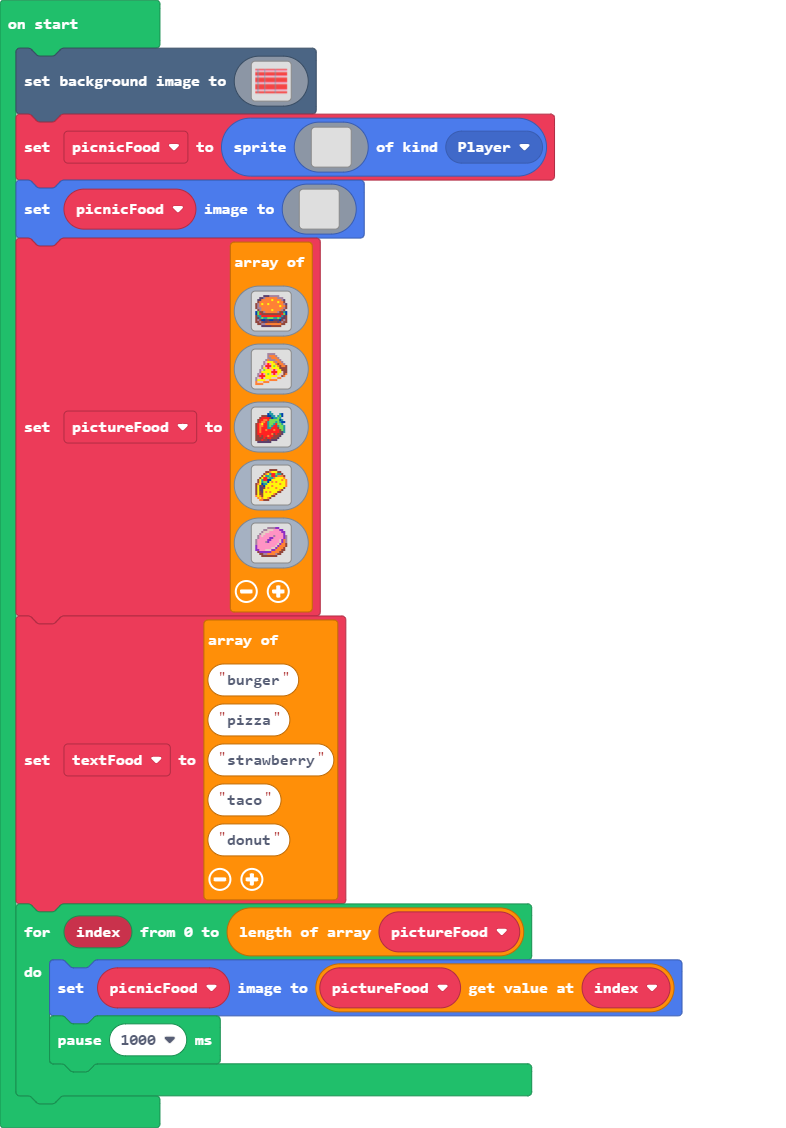 on start
set background image to
set picnicFood to sprite of kind Player
set picnicFood image to
set pictureFood to array of
set textFood to array of
"burger"
"pizza"
"strawberry"
"taco"
"donut"
for index from 0 to length of array pictureFood
do
set picnicFood image to pictureFood get value at index
pause 1000 ms